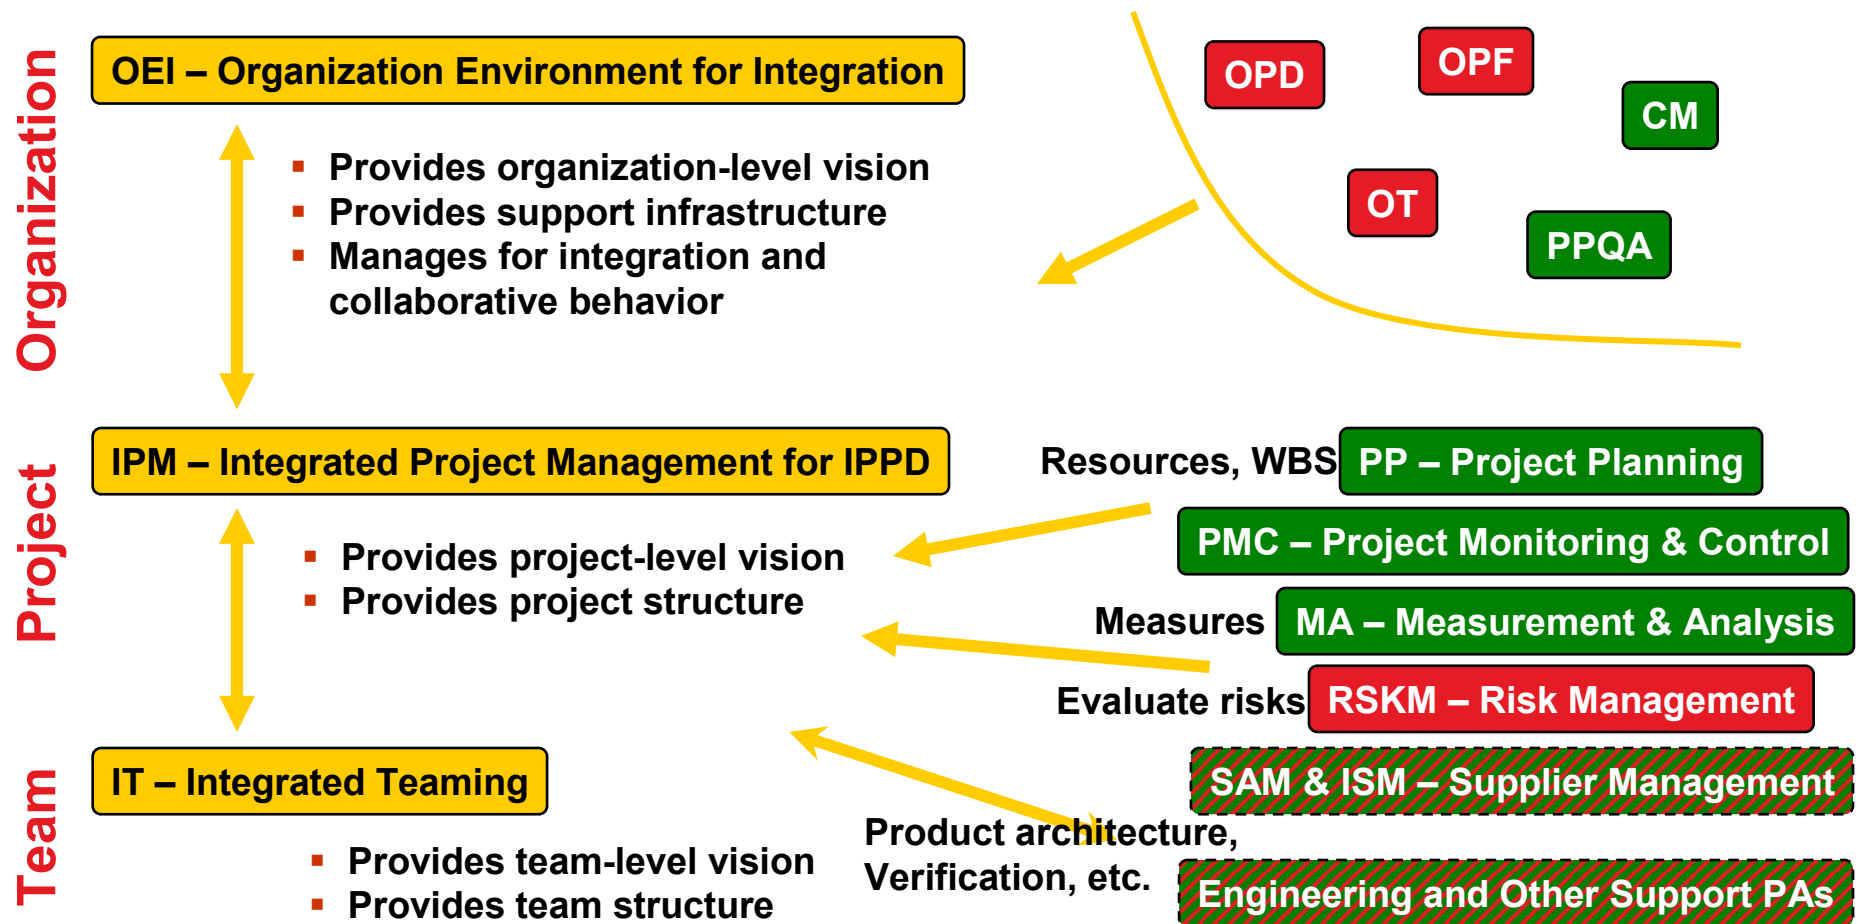 Organization
OEI – Organization Environment for Integration
Provides organization-level vision
Provides support infrastructure
Manages for integration and
collaborative behavior
OPD
OPF
CM
OT
PPQA
Project
IPM – Integrated Project Management for IPPD
Provides project-level vision
Provides project structure
Resources, WBS
PP – Project Planning
PMC – Project Monitoring & Control
Measures
MA – Measurement & Analysis
Evaluate risks
RSKM – Risk Management
Team
IT – Integrated Teaming
Provides team-level vision
Provides team structure
SAM & ISM – Supplier Management
Product architecture,
Verification, etc.
Engineering and Other Support PAs